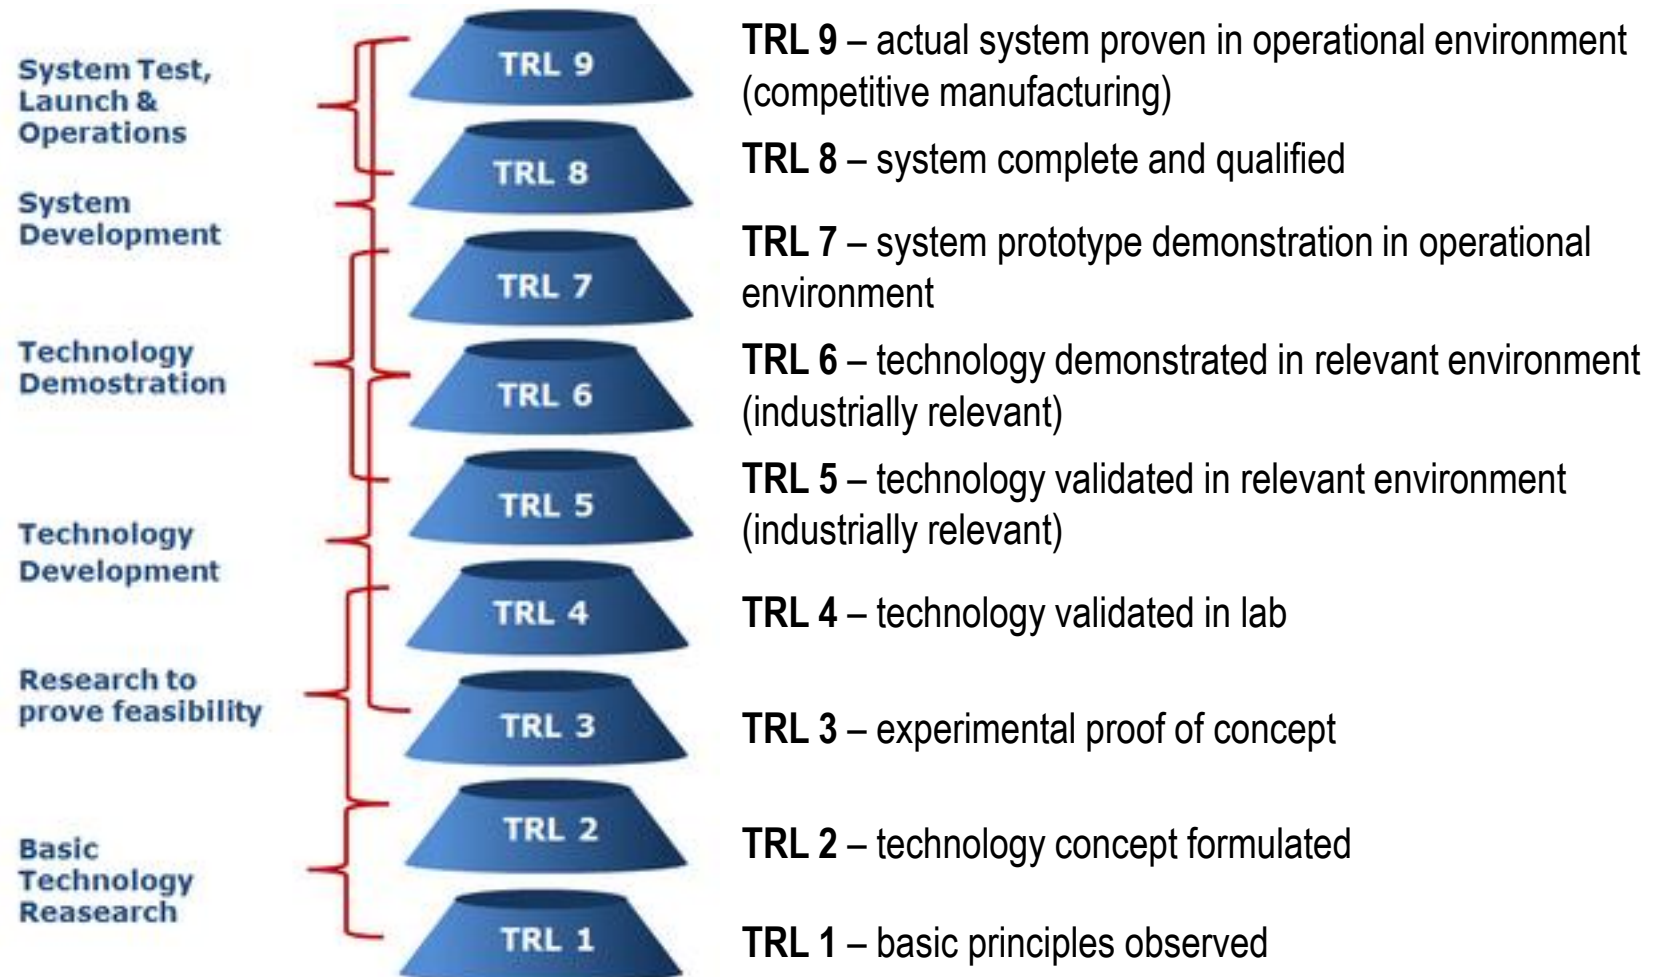 System Test,
Launch &
Operations
System
Development
Technology
Demostration
Technology
Development
Research to
prove feasibility
Basic
Technology
Reasearch
TRL 9
TRL 8
TRL 7
TRL 6
TRL 5
TRL 4
TRL 3
TRL 2
TRL 1
TRL 9 – actual system proven in operational environment
(competitive manufacturing)
TRL 8 – system complete and qualified
TRL 7 – system prototype demonstration in operational
environment
TRL 6 – technology demonstrated in relevant environment
(industrially relevant)
TRL 5 – technology validated in relevant environment
(industrially relevant)
TRL 4 – technology validated in lab
TRL 3 – experimental proof of concept
TRL 2 – technology concept formulated
TRL 1 – basic principles observed